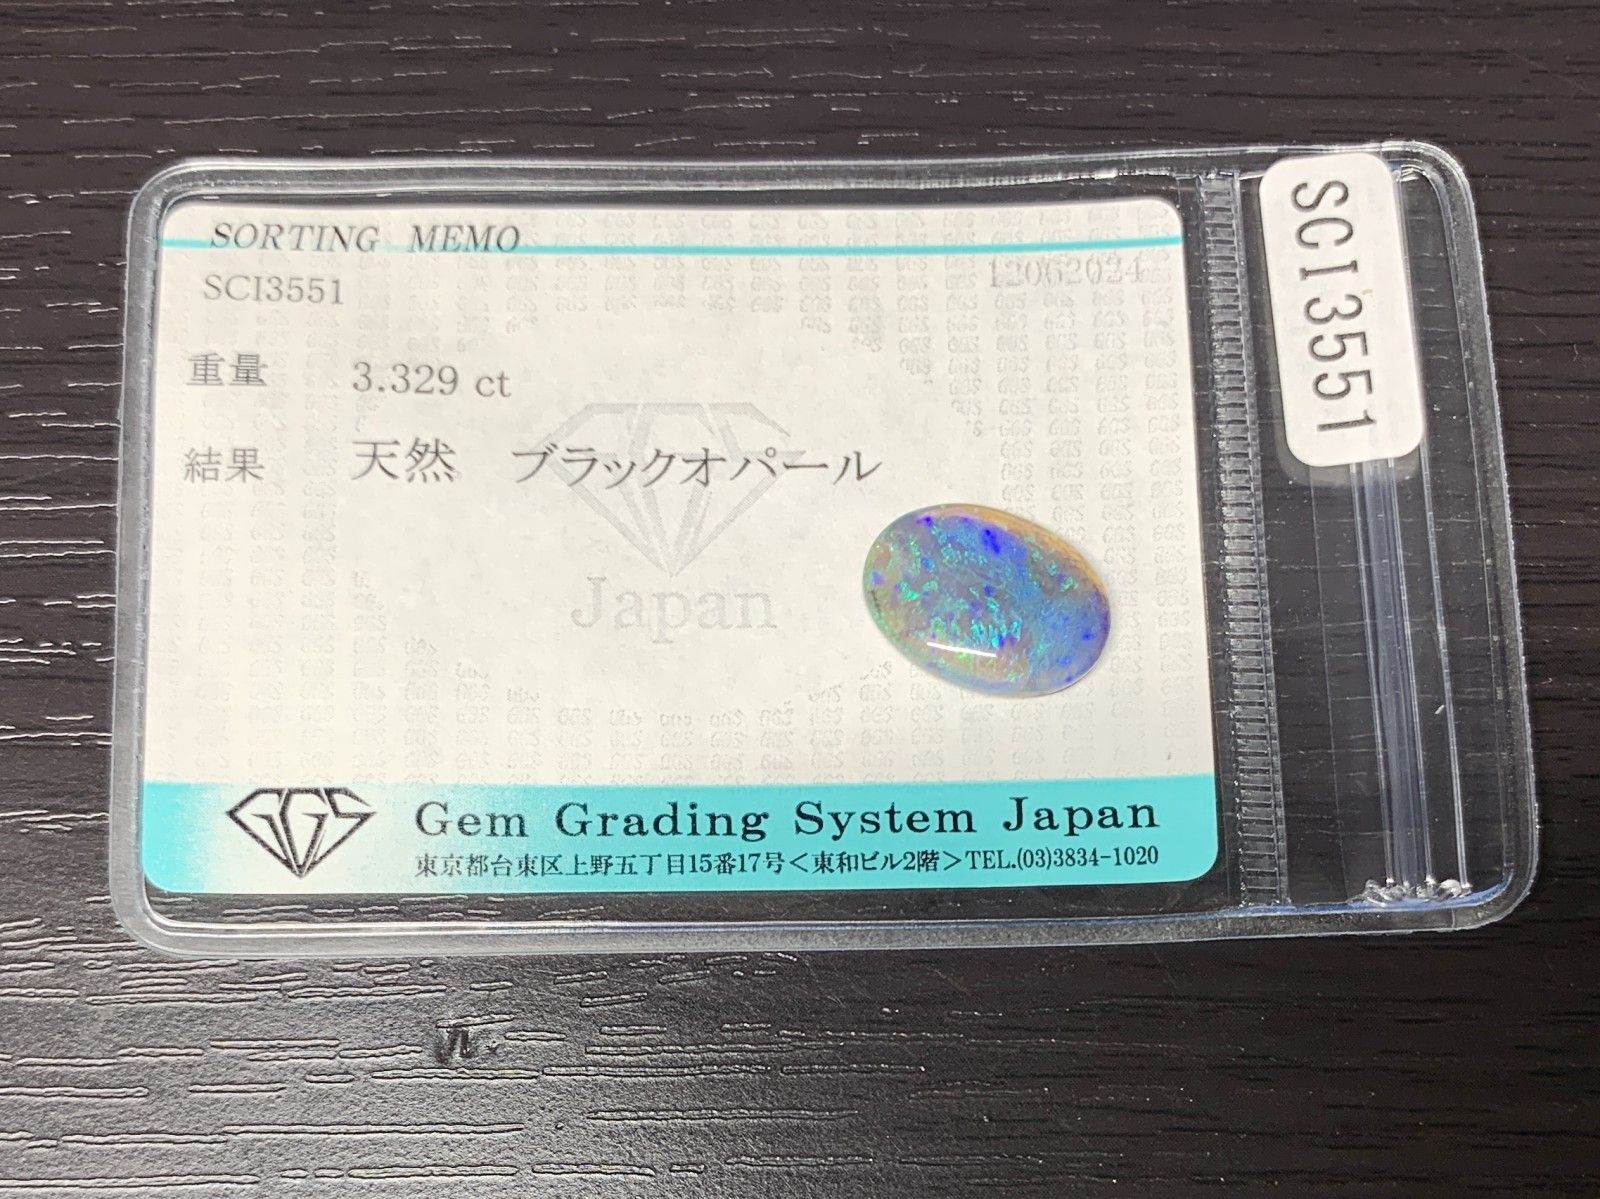 SORTING MEMO
SCI3551 12062024
重量 3.329 ct
結果 天然 ブラックオパール
GGS
Japan
GGS Gem Grading System Japan
東京都台東区上野五丁目15番17号＜東和ビル2階＞TEL.(03)3834-1020
SCI3551